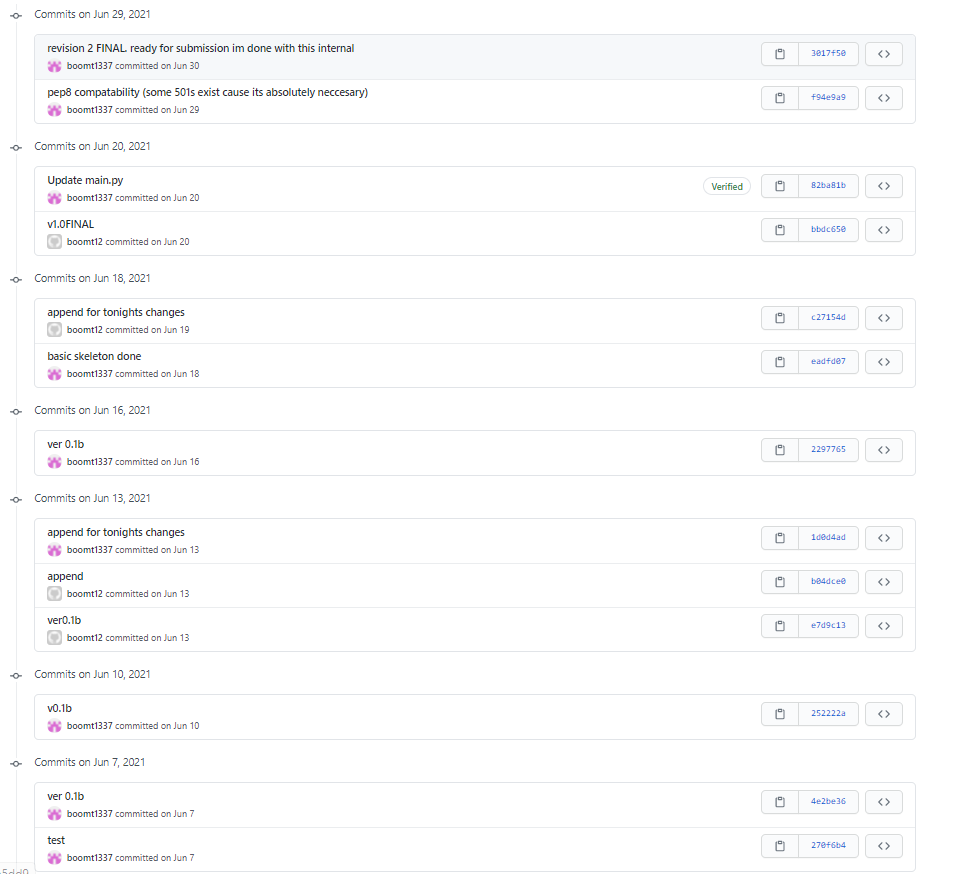 Commits on Jun 29, 2021
revision 2 FINAL. ready for submission im done with this internal
3017f50
boomt1337 committed on Jun 30
pep8 compatability (some 501s exist cause its absolutely neccesary)
f94e9a9
boomt1337 committed on Jun 29
Commits on Jun 20, 2021
Update main.py
Verified
82ba81b
boomt1337 committed on Jun 20
v1.0FINAL
bbdc650
boomt12 committed on Jun 20
Commits on Jun 18, 2021
append for tonights changes
c27154d
boomt12 committed on Jun 19
basic skeleton done
eadfd07
boomt1337 committed on Jun 18
Commits on Jun 16, 2021
ver 0.1b
2297765
boomt1337 committed on Jun 16
Commits on Jun 13, 2021
append for tonights changes
1d0d4ad
boomt1337 committed on Jun 13
append
b04dce0
boomt12 committed on Jun 13
ver0.1b
e7d9c13
boomt12 committed on Jun 13
Commits on Jun 10, 2021
v0.1b
252222a
boomt1337 committed on Jun 10
Commits on Jun 7, 2021
ver 0.1b
4e2be36
boomt1337 committed on Jun 7
test
270f6b4
boomt1337 committed on Jun 7